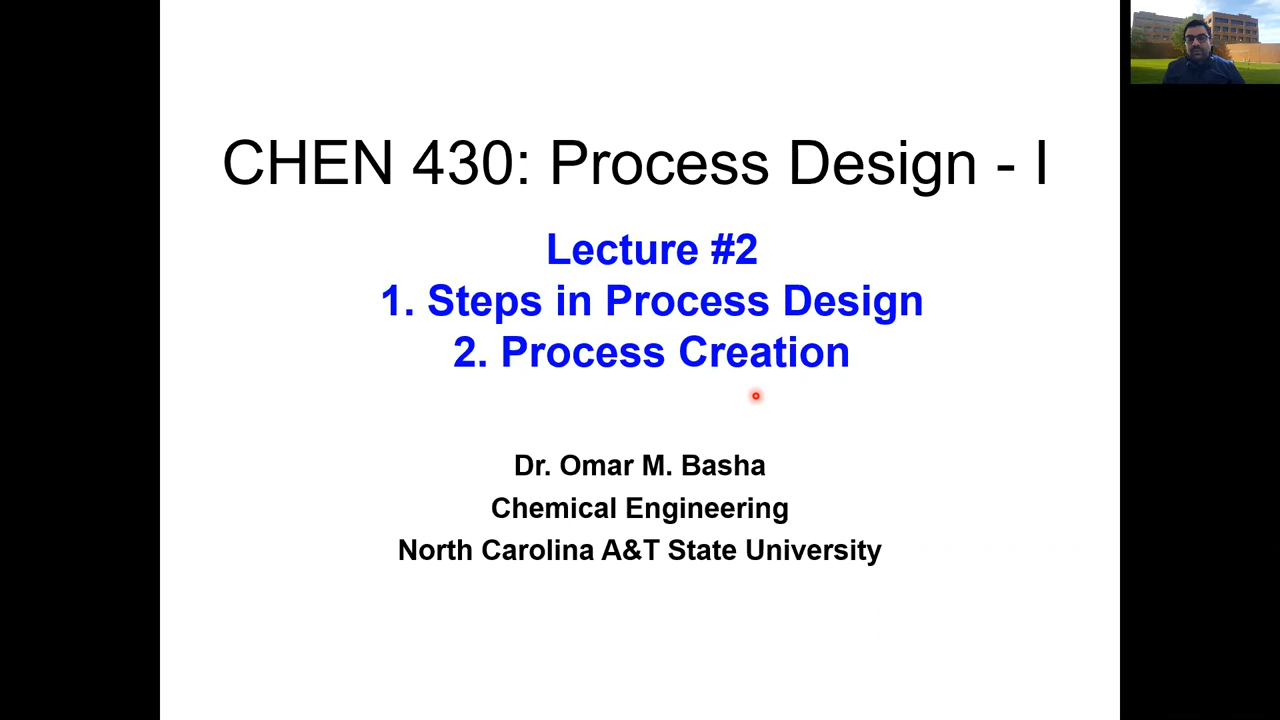 CHEN 430: Process Design - I
Lecture #2
1. Steps in Process Design
2. Process Creation
Dr. Omar M. Basha
Chemical Engineering
North Carolina A&T State University